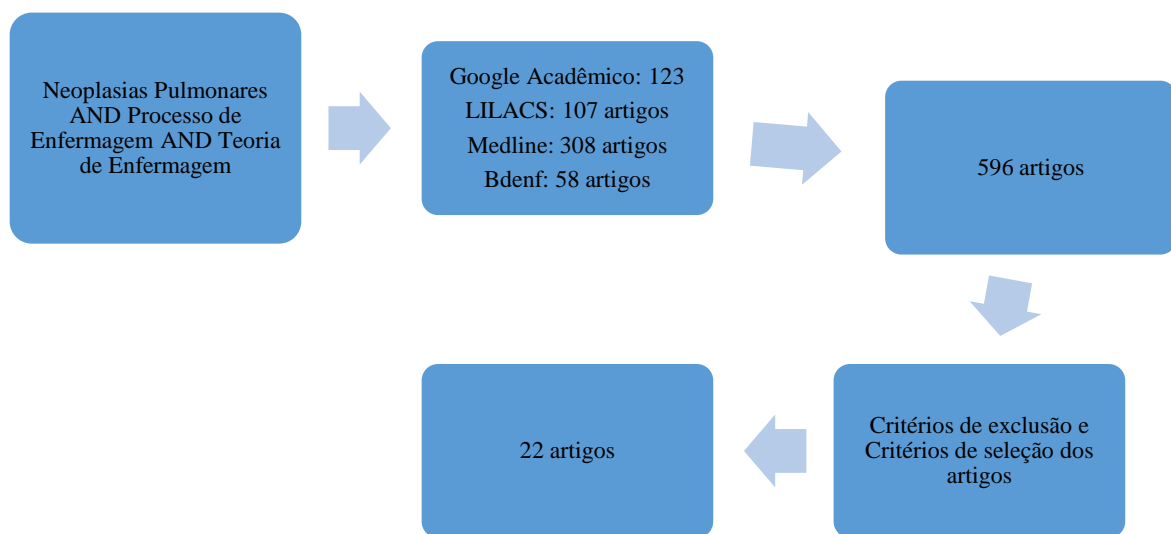 Neoplasias Pulmonares
AND Processo de
Enfermagem AND Teoria
de Enfermagem
Google Acadêmico: 123
LILACS: 107 artigos
Medline: 308 artigos
Bdenf: 58 artigos
596 artigos
Critérios de exclusão e
Critérios de seleção dos
artigos
22 artigos